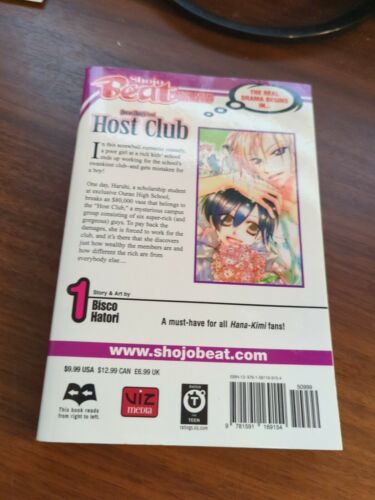 Shojo
Beat
THE REAL
DRAMA BEGINS
IN...
Host Club
In this screwball romantic comedy,
a poor girl at a rich kids' school
ends up working for the school's
swankiest club—and gets mistaken for
a boy!
One day, Haruhi, a scholarship student
at exclusive Ouran High School,
breaks an $80,000 vase that belongs to
the "Host Club," a mysterious campus
group consisting of six super-rich (and
gorgeous) guys. To pay back the
damages, she is forced to work for the
club, and it's there that she discovers
just how wealthy the members are and
how different the rich are from
everybody else....
1
Story & Art by
Bisco
Hatori
A must-have for all Hana-Kimi fans!
www.shojobeat.com
$9.99 USA $12.99 CAN £6.99 UK
This book reads
from right to left.
VIZ
media
RATED
T
TEEN
ratings.viz.com
50999
9 781591 169154